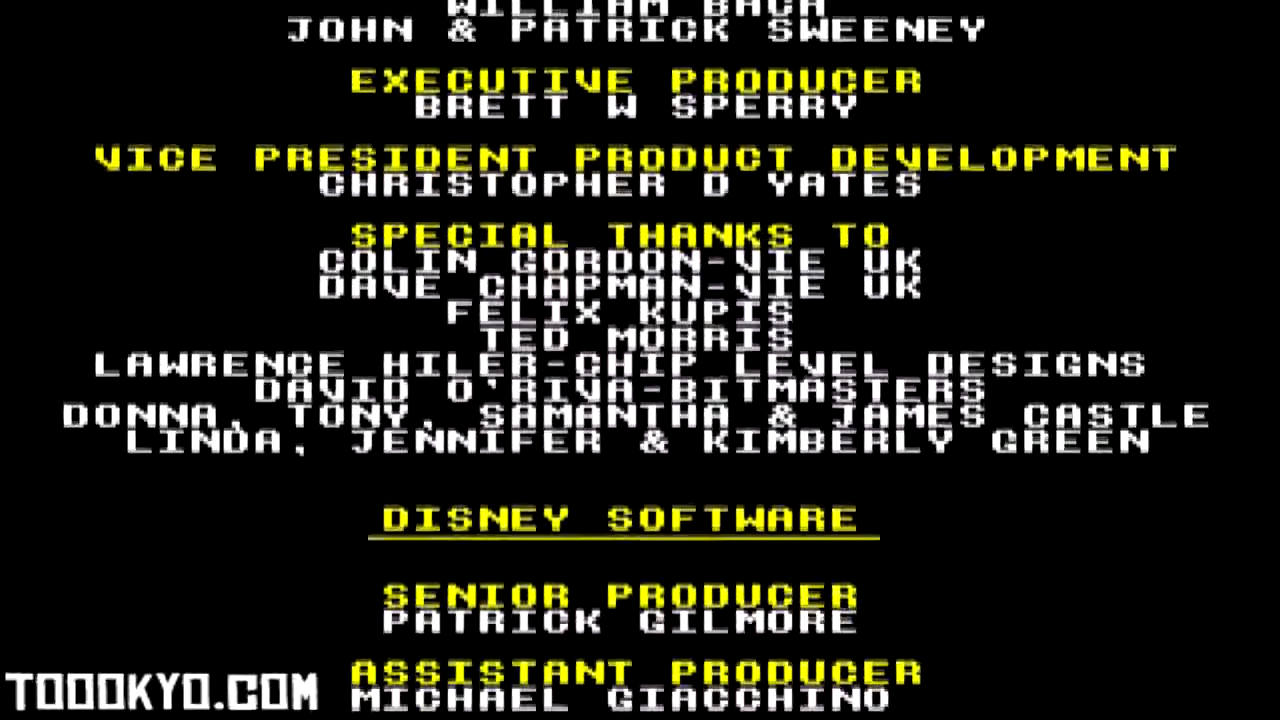 WILLIAM BACA
JOHN & PATRICK SWEENEY
EXECUTIVE PRODUCER
BRETT W SPERRY
VICE PRESIDENT PRODUCT DEVELOPMENT
CHRISTOPHER D YATES
SPECIAL THANKS TO
COLIN GORDON-VIE UK
DAVE CHAPMAN-VIE UK
FELIX KUPIS
TED MORRIS
LAWRENCE HILER-CHIP LEVEL DESIGNS
DAVID O'RIVA-BITMASTERS
DONNA, TONY, SAMANTHA & JAMES CASTLE
LINDA, JENNIFER & KIMBERLY GREEN
DISNEY SOFTWARE
SENIOR PRODUCER
PATRICK GILMORE
ASSISTANT PRODUCER
MICHAEL GIACCHINO
TOOOKYO.COM